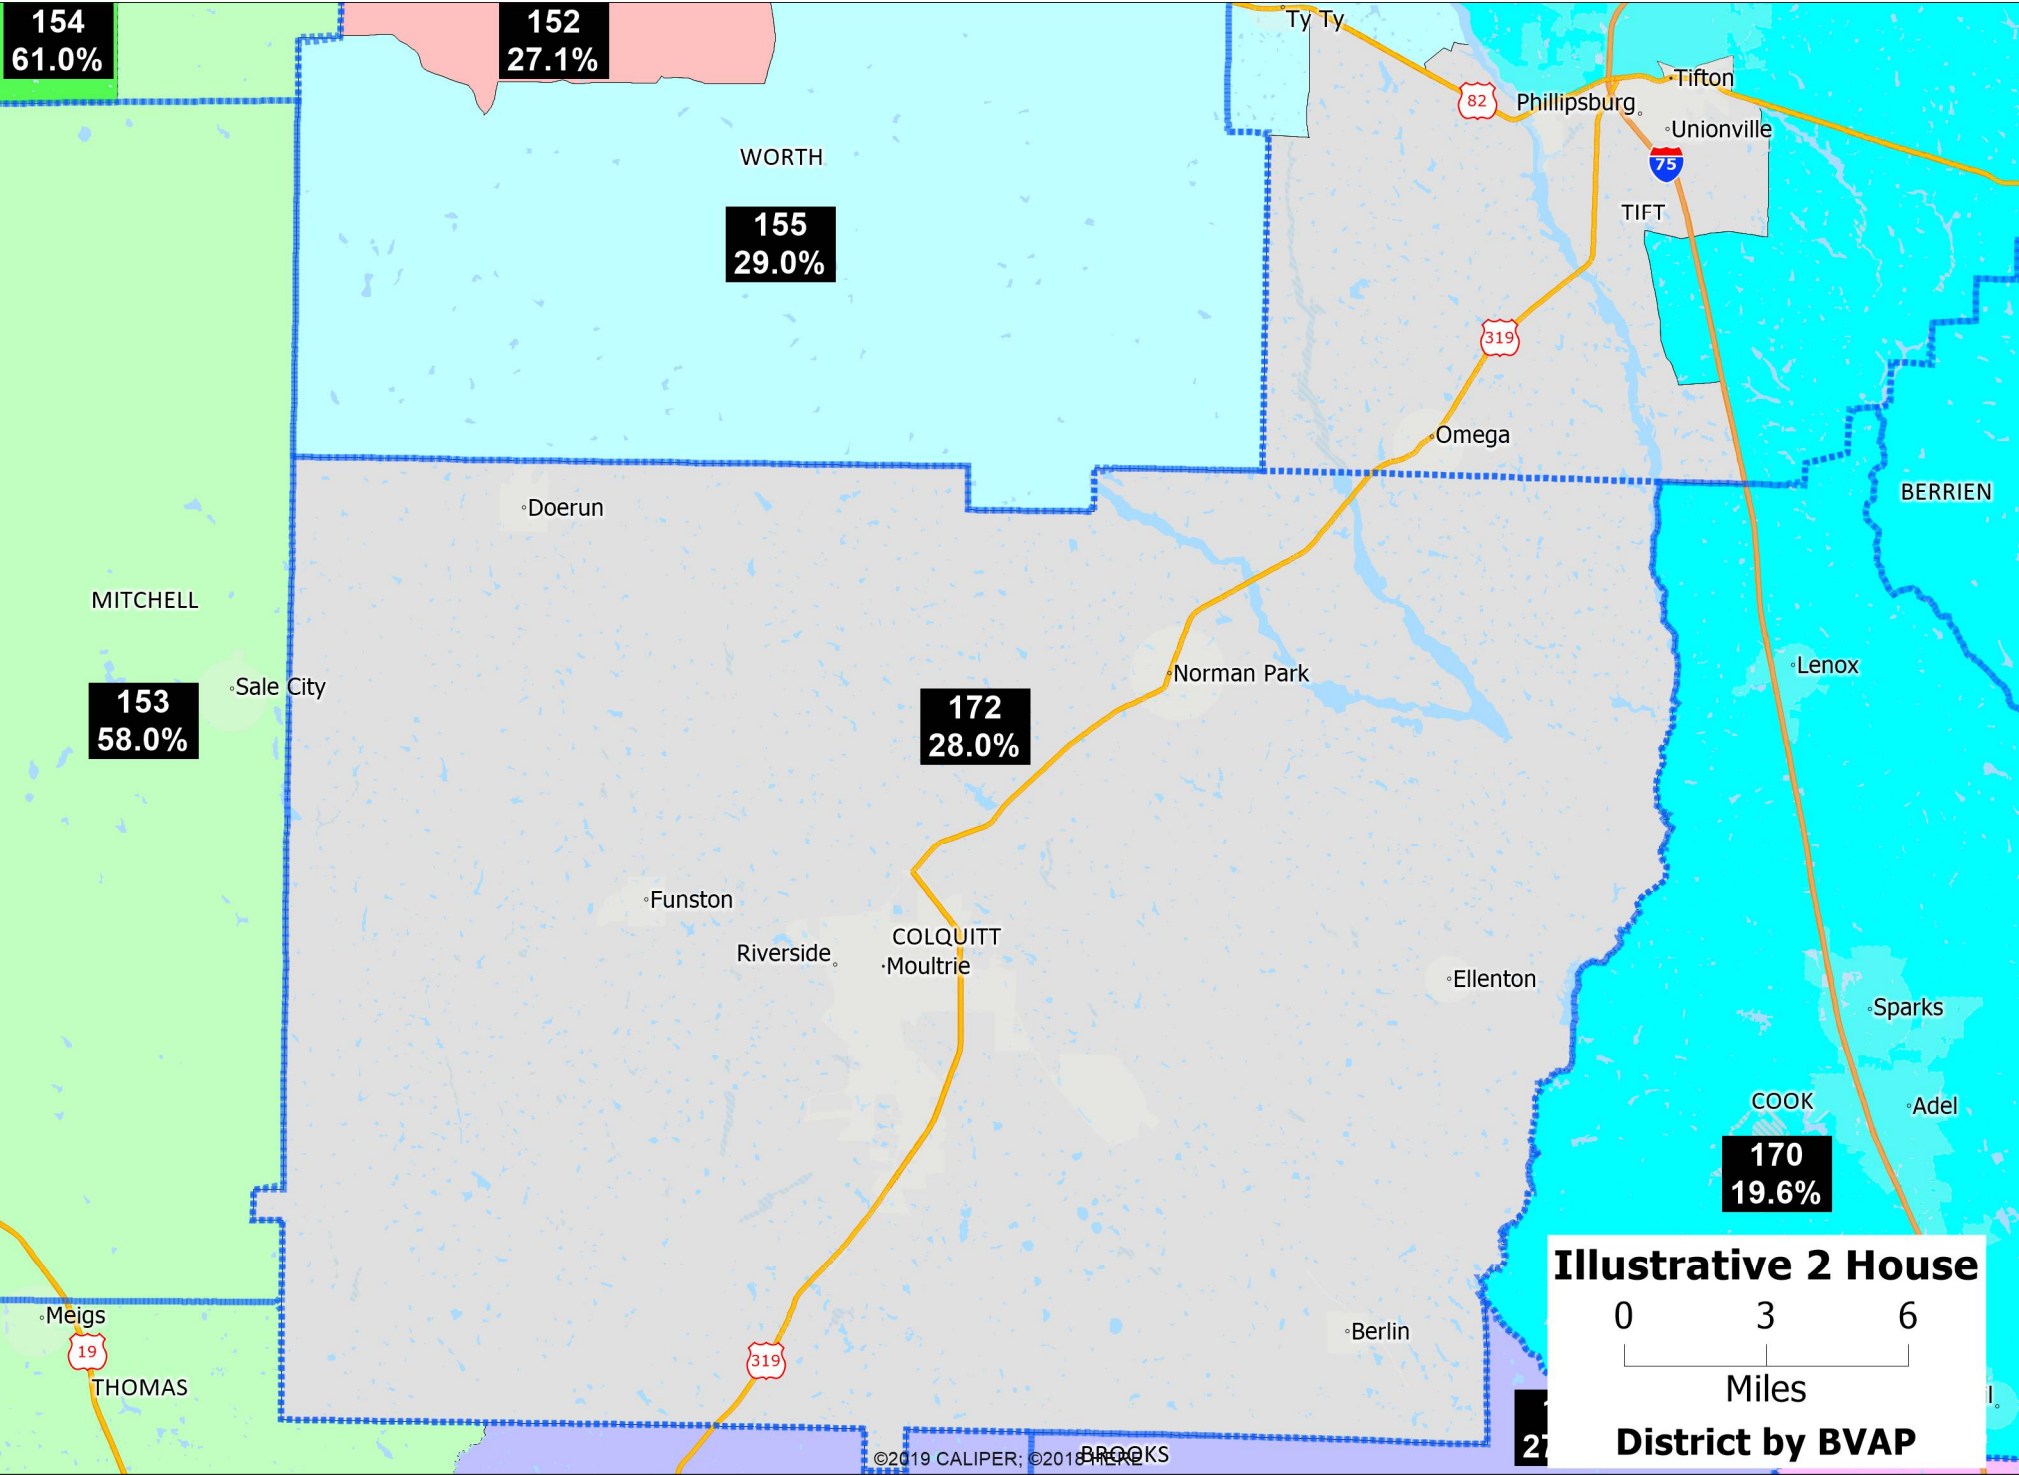 154
61.0%
152
27.1%
Ty Ty
Tifton
82
Phillipsburg
Unionville
WORTH
75
155
29.0%
TIFT
319
Omega
BERRIEN
Doerun
MITCHELL
Lenox
Norman Park
Sale City
153
58.0%
172
28.0%
Funston
COLQUITT
Riverside
Moultrie
Ellenton
Sparks
COOK
Adel
170
19.6%
Illustrative 2 House
0 3 6
Miles
District by BVAP
Meigs
19
THOMAS
319
Berlin
27
BROOKS
©2019 CALIPER; ©2018 HERE